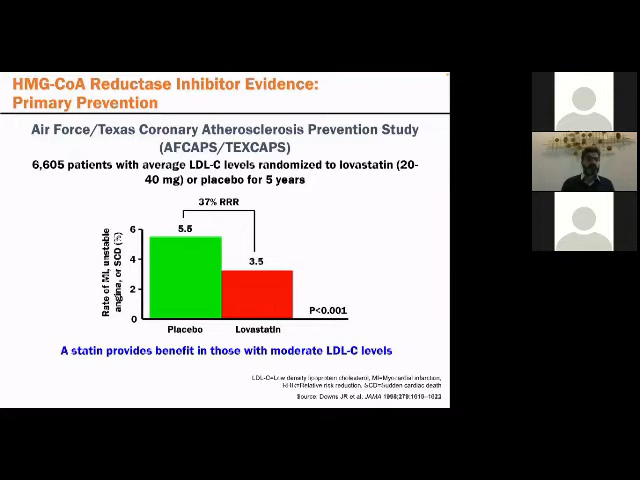 HMG-CoA Reductase Inhibitor Evidence:
Primary Prevention
Air Force/Texas Coronary Atherosclerosis Prevention Study
(AFCAPS/TEXCAPS)
6,605 patients with average LDL-C levels randomized to lovastatin (20-
40 mg) or placebo for 5 years
37% RRR
Rate of MI, unstable
angina, or SCD (%)
6
4
2
0
5.5
3.5
P<0.001
Placebo
Lovastatin
A statin provides benefit in those with moderate LDL-C levels
LDL-C=Low density lipoprotein cholesterol, MI=Myocardial infarction,
RRR=Relative risk reduction, SCD=Sudden cardiac death
Source: Downs JR et al. JAMA 1998;279:1615–1622